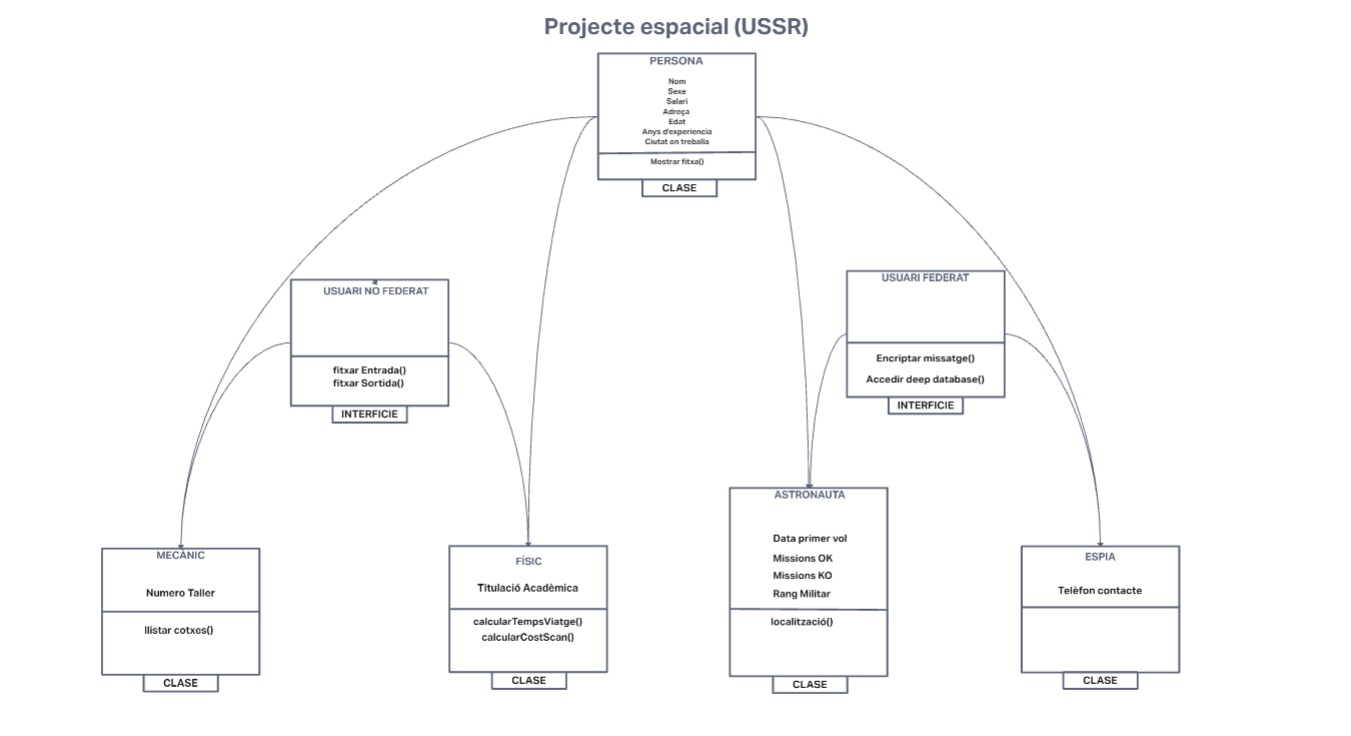 Projecte espacial (USSR)
PERSONA
Nom
Sexe
Salari
Adreça
Edat
Anys d'experiencia
Ciutat on treballa
Mostrar fitxa()
CLASE
USUARI NO FEDERAT
fitxar Entrada()
fitxar Sortida()
INTERFICIE
USUARI FEDERAT
Encriptar missatge()
Accedir deep database()
INTERFICIE
MECÀNIC
Numero Taller
llistar cotxes()
CLASE
FÍSIC
Titulació Acadèmica
calcularTempsViatge()
calcularCostScan()
CLASE
ASTRONAUTA
Data primer vol
Missions OK
Missions KO
Rang Militar
localització()
CLASE
ESPIA
Telèfon contacte
CLASE